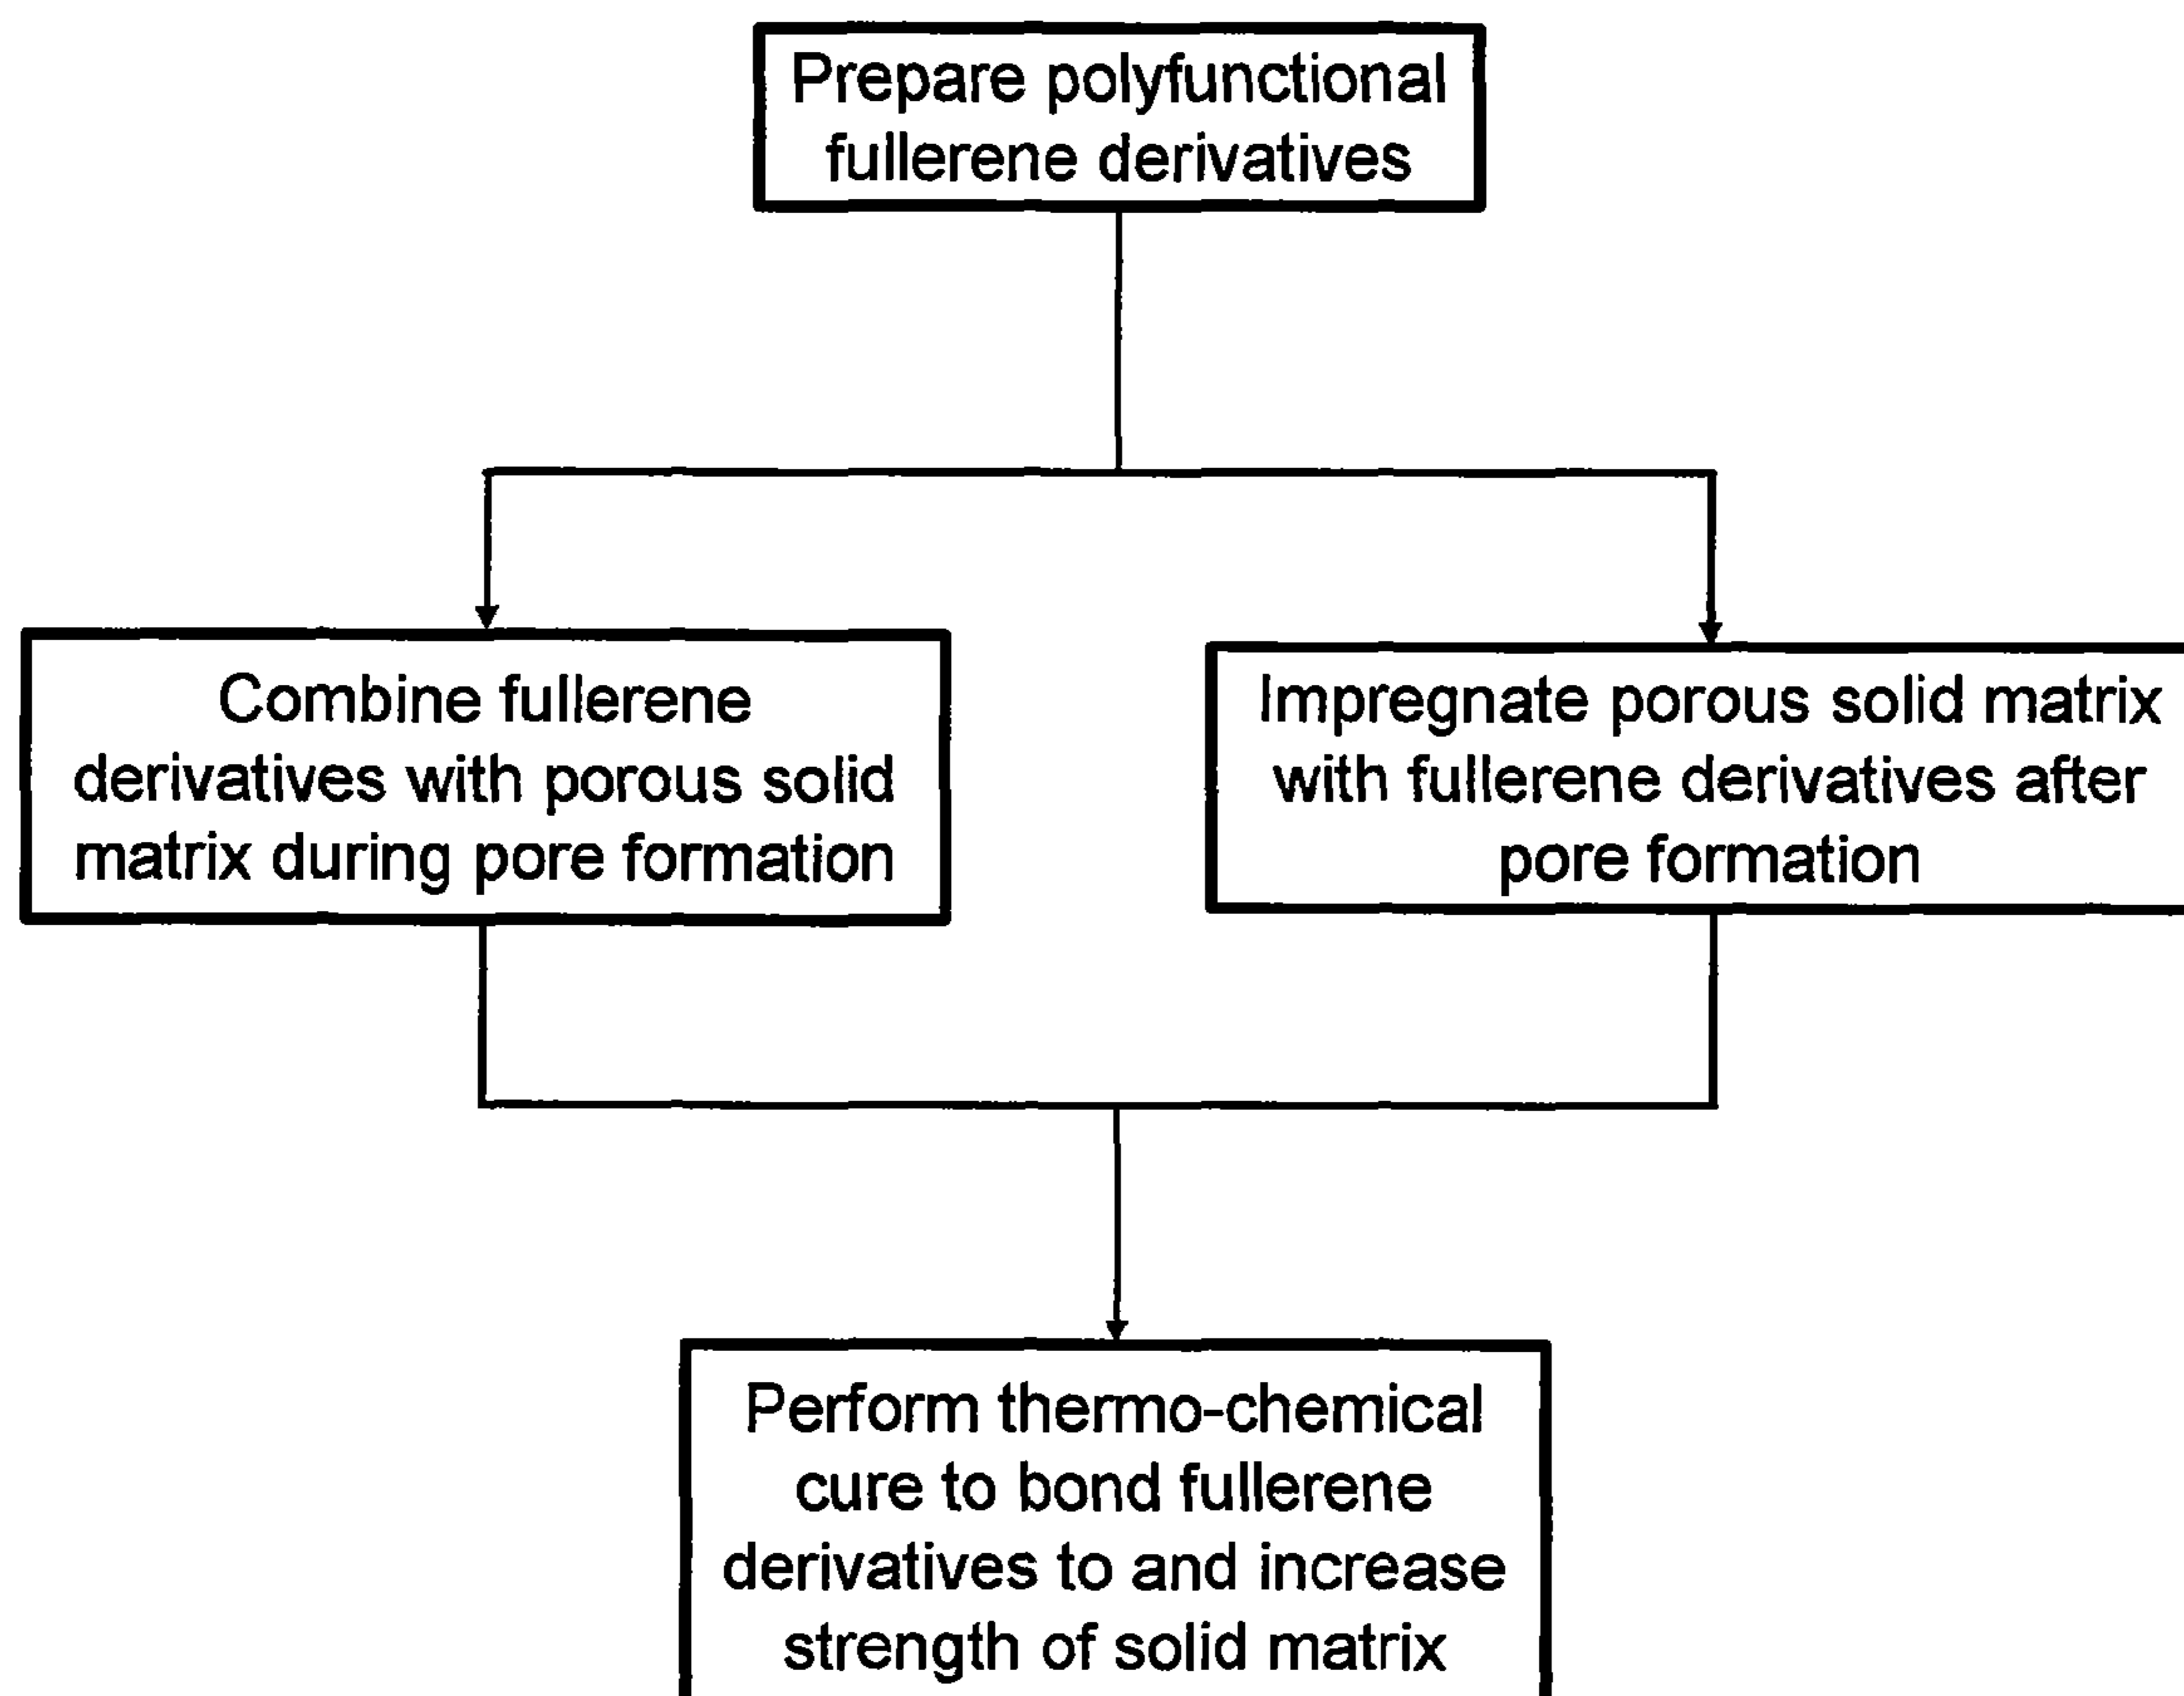 Prepare polyfunctional
fullerene derivatives
Combine fullerene
derivatives with porous solid
matrix during pore formation
Impregnate porous solid matrix
with fullerene derivatives after
pore formation
Perform thermo-chemical
cure to bond fullerene
derivatives to and increase
strength of solid matrix